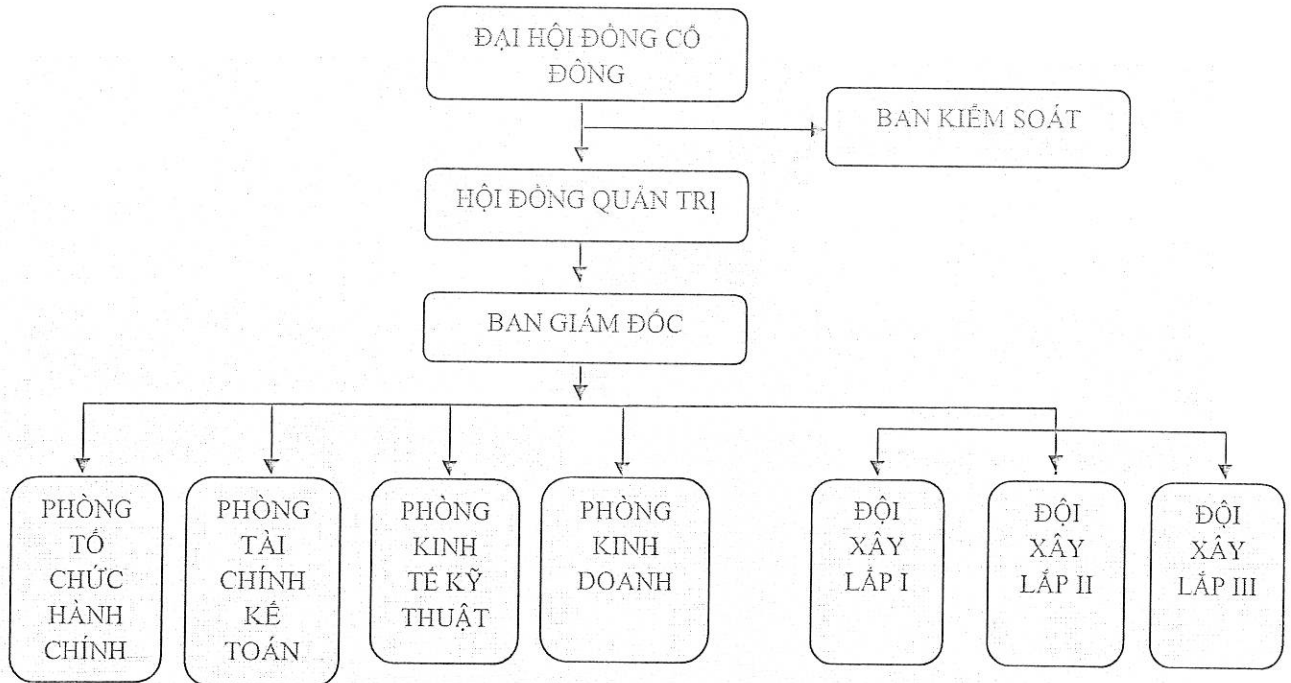 ĐẠI HỘI ĐỒNG CỔ
ĐÔNG
BAN KIỂM SOÁT
HỘI ĐỒNG QUẢN TRỊ
BAN GIÁM ĐỐC
PHÒNG
TỔ
CHỨC
HÀNH
CHÍNH
PHÒNG
TÀI
CHÍNH
KẾ
TOÁN
PHÒNG
KINH
TẾ KỸ
THUẬT
PHÒNG
KINH
DOANH
ĐỘI
XÂY
LẮP I
ĐỘI
XÂY
LẮP II
ĐỘI
XÂY
LẮP III